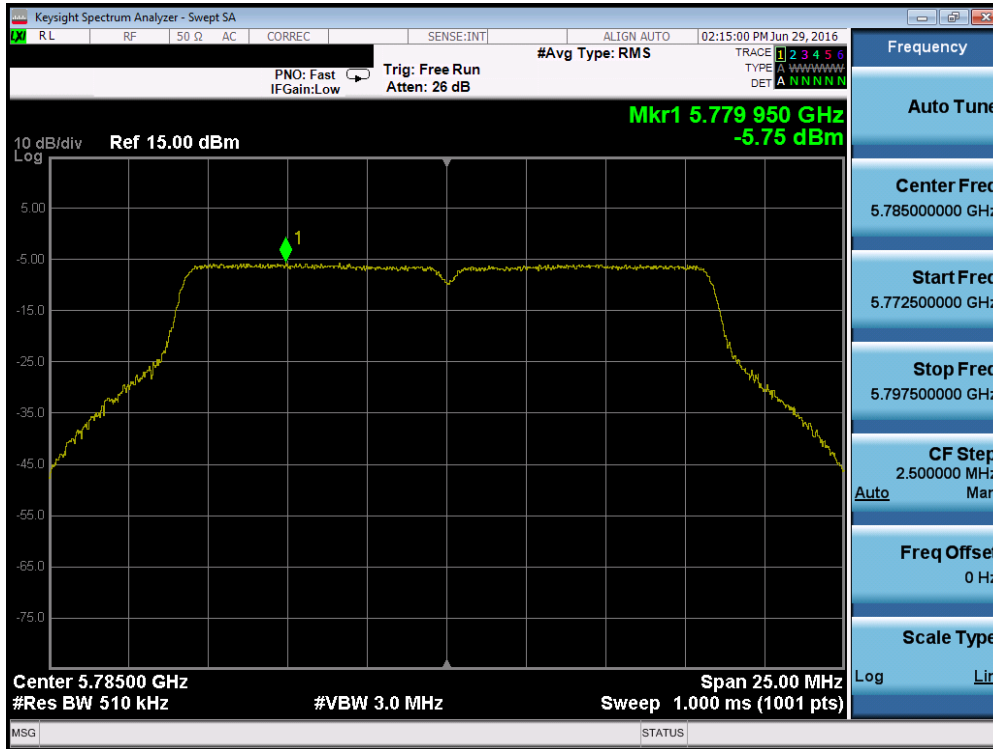 Keysight Spectrum Analyzer - Swept SA
LXI RL RF 50 Ω AC CORREC SENSE:INT ALIGN AUTO 02:15:00 PM Jun 29, 2016
#Avg Type: RMS
TRACE 1 2 3 4 5 6
TYPE A W W W W W
DET A N N N N N
PNO: Fast Trig: Free Run
IFGain:Low Atten: 26 dB
Mkr1 5.779 950 GHz
-5.75 dBm
10 dB/div Ref 15.00 dBm
Log
1
5.00
-5.00
-15.0
-25.0
-35.0
-45.0
-55.0
-65.0
-75.0
Center 5.78500 GHz Span 25.00 MHz
#Res BW 510 kHz #VBW 3.0 MHz Sweep 1.000 ms (1001 pts)
MSG STATUS
Frequency
Auto Tune
Center Freq
5.785000000 GHz
Start Freq
5.772500000 GHz
Stop Freq
5.797500000 GHz
CF Step
2.500000 MHz
Auto Man
Freq Offset
0 Hz
Scale Type
Log Lin